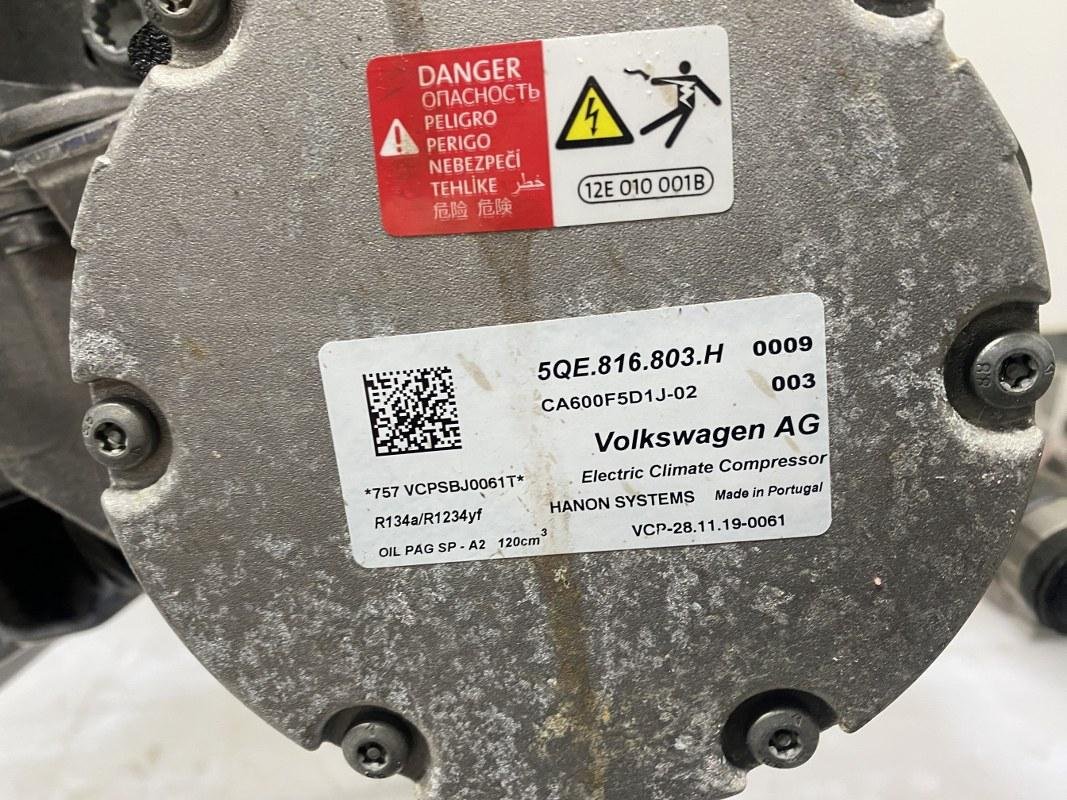 DANGER
ОПАСНОСТЬ
PELIGRO
PERIGO
NEBEZPEČÍ
TEHLİKE خطر
危险 危険
12E 010 001B
5QE.816.803.H 0009
CA600F5D1J-02 003
Volkswagen AG
Electric Climate Compressor
*757 VCPSBJ0061T*
HANON SYSTEMS Made in Portugal
R134a/R1234yf
VCP-28.11.19-0061
OIL PAG SP - A2 120cm³